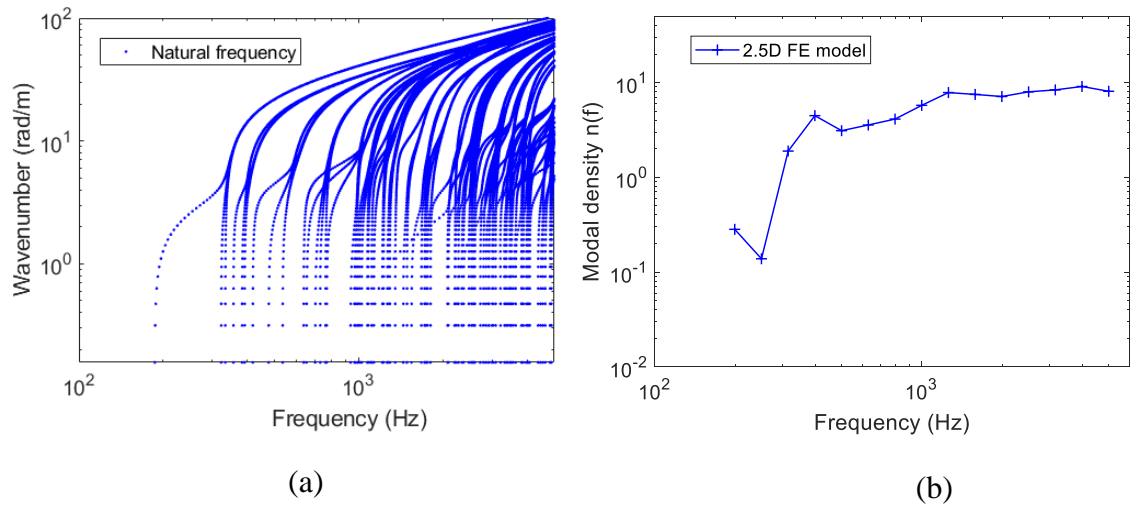 10^2
10^1
10^0
Wavenumber (rad/m)
Natural frequency
10^2
10^3
Frequency (Hz)
(a)
10^1
10^0
10^-1
10^-2
Modal density n(f)
2.5D FE model
10^2
10^3
Frequency (Hz)
(b)